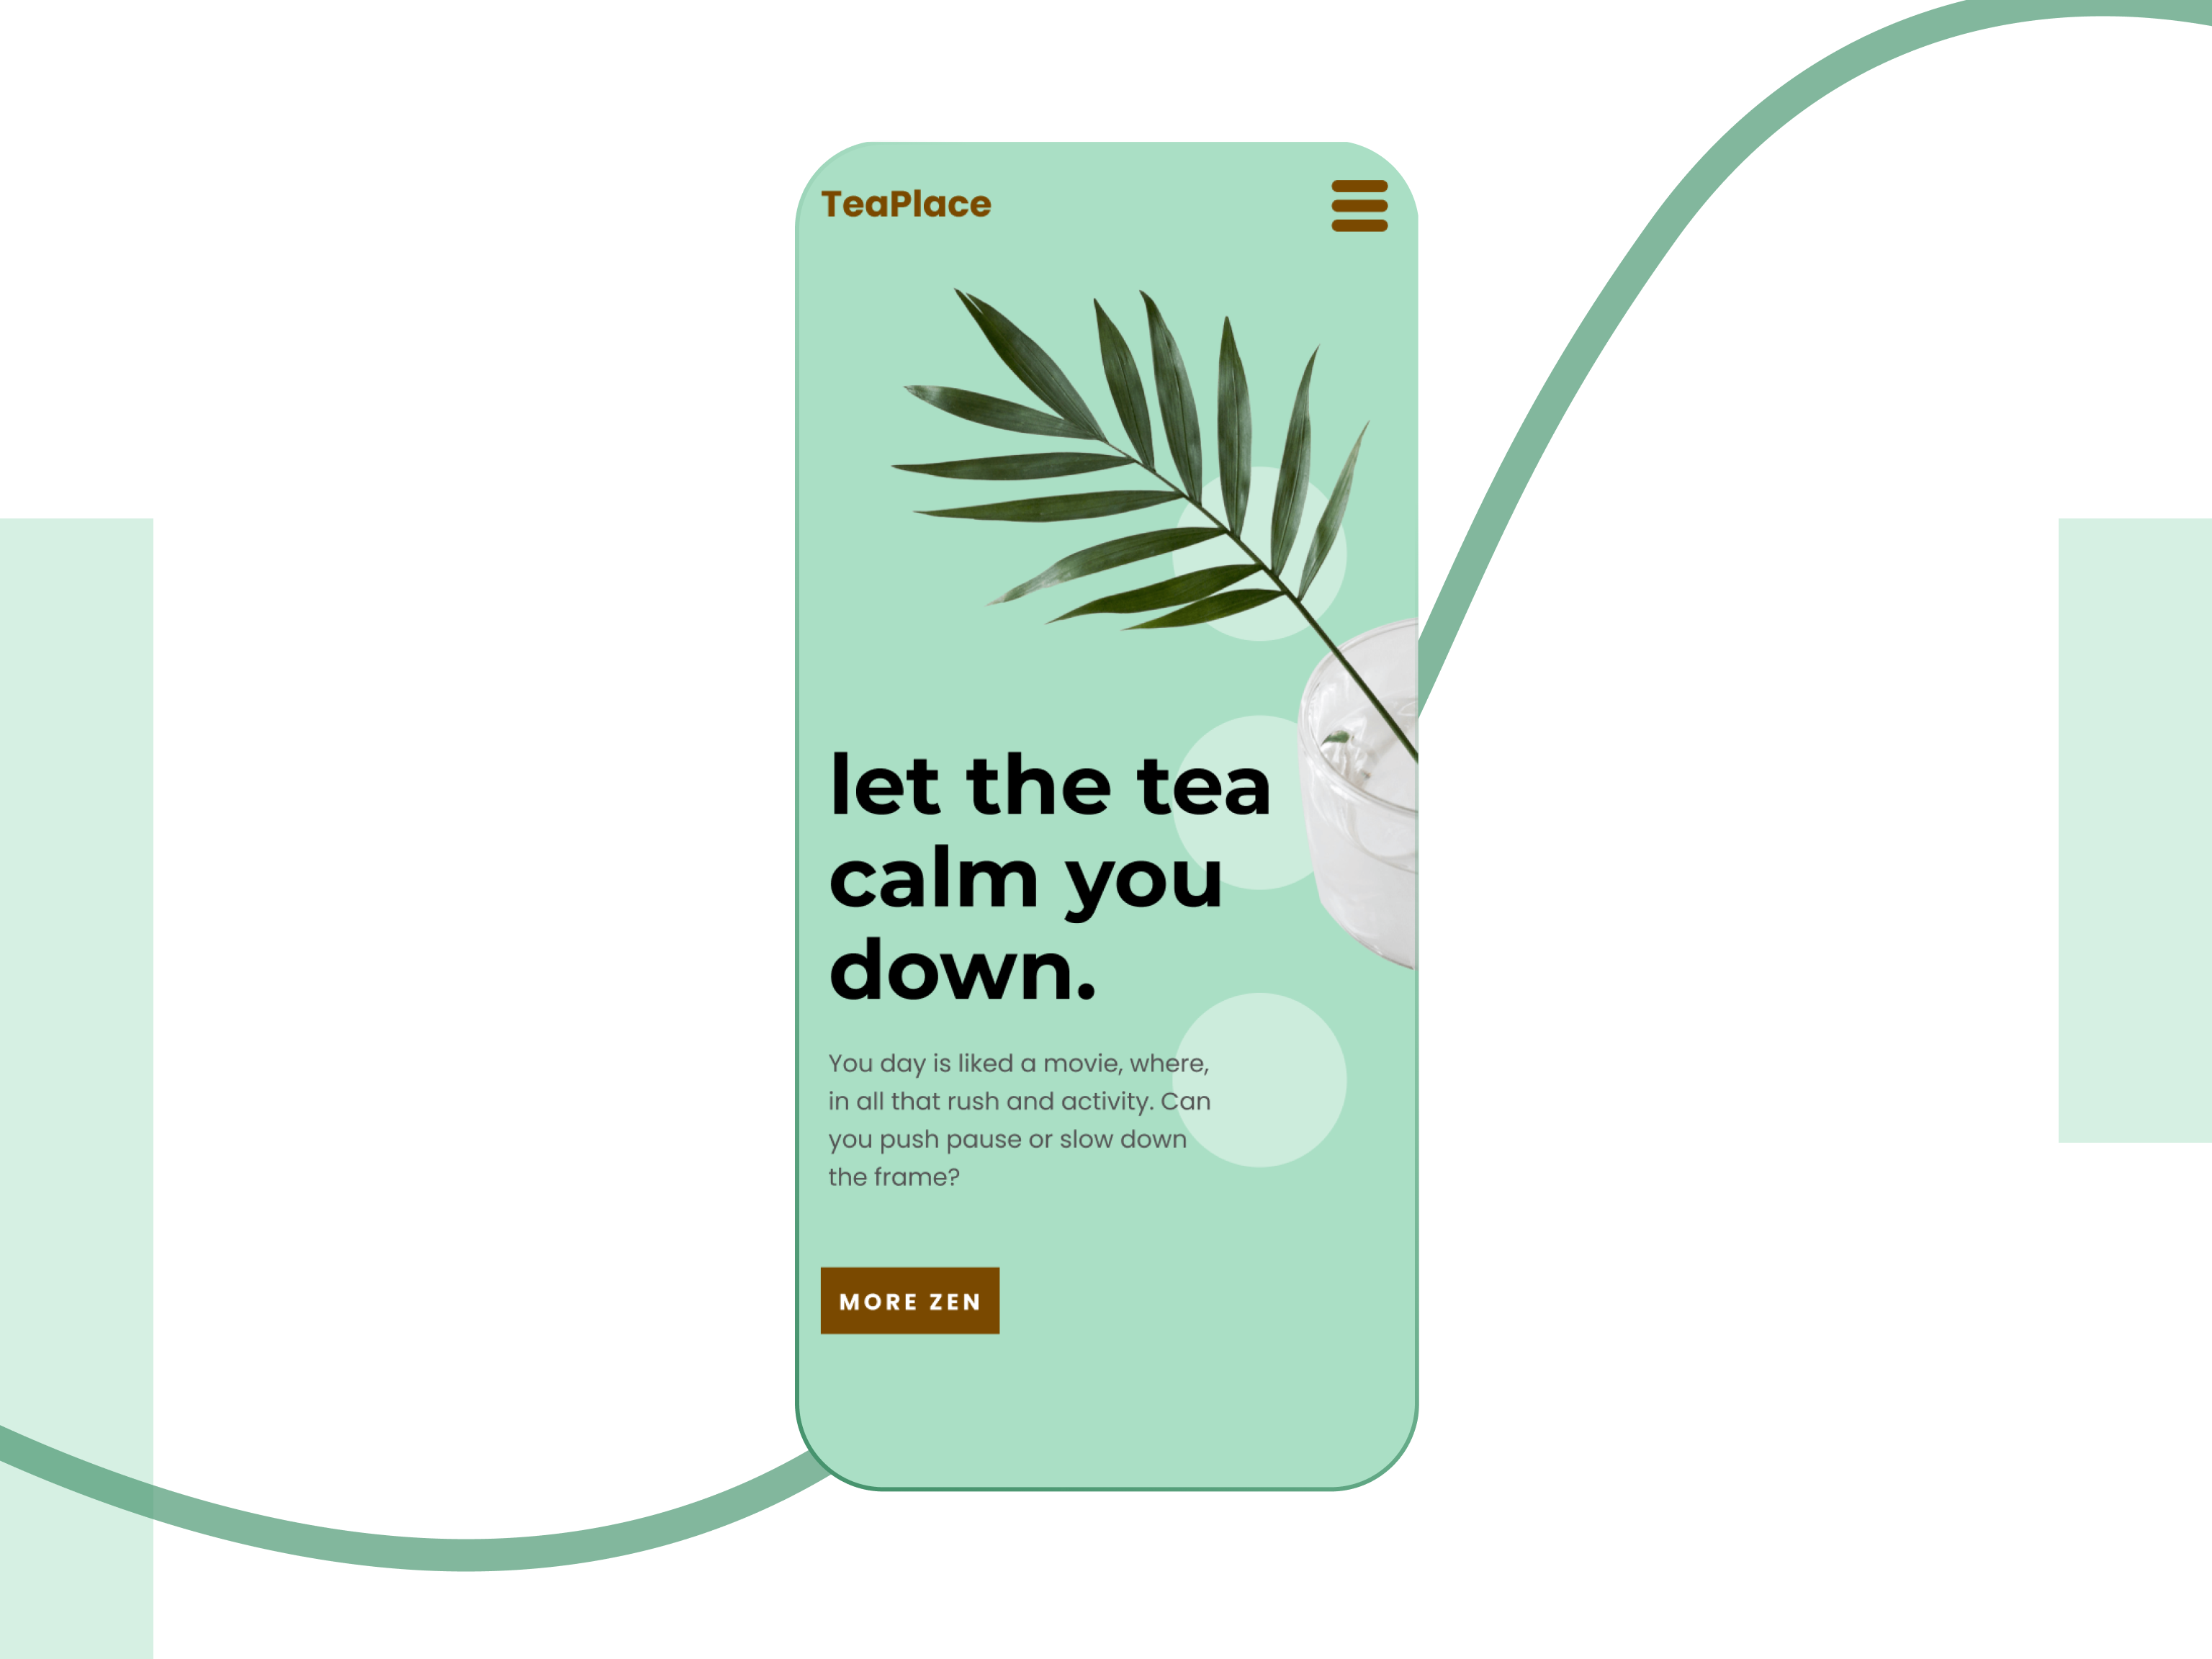 TeaPlace
let the tea
calm you
down.
You day is liked a movie, where,
in all that rush and activity. Can
you push pause or slow down
the frame?
MORE ZEN